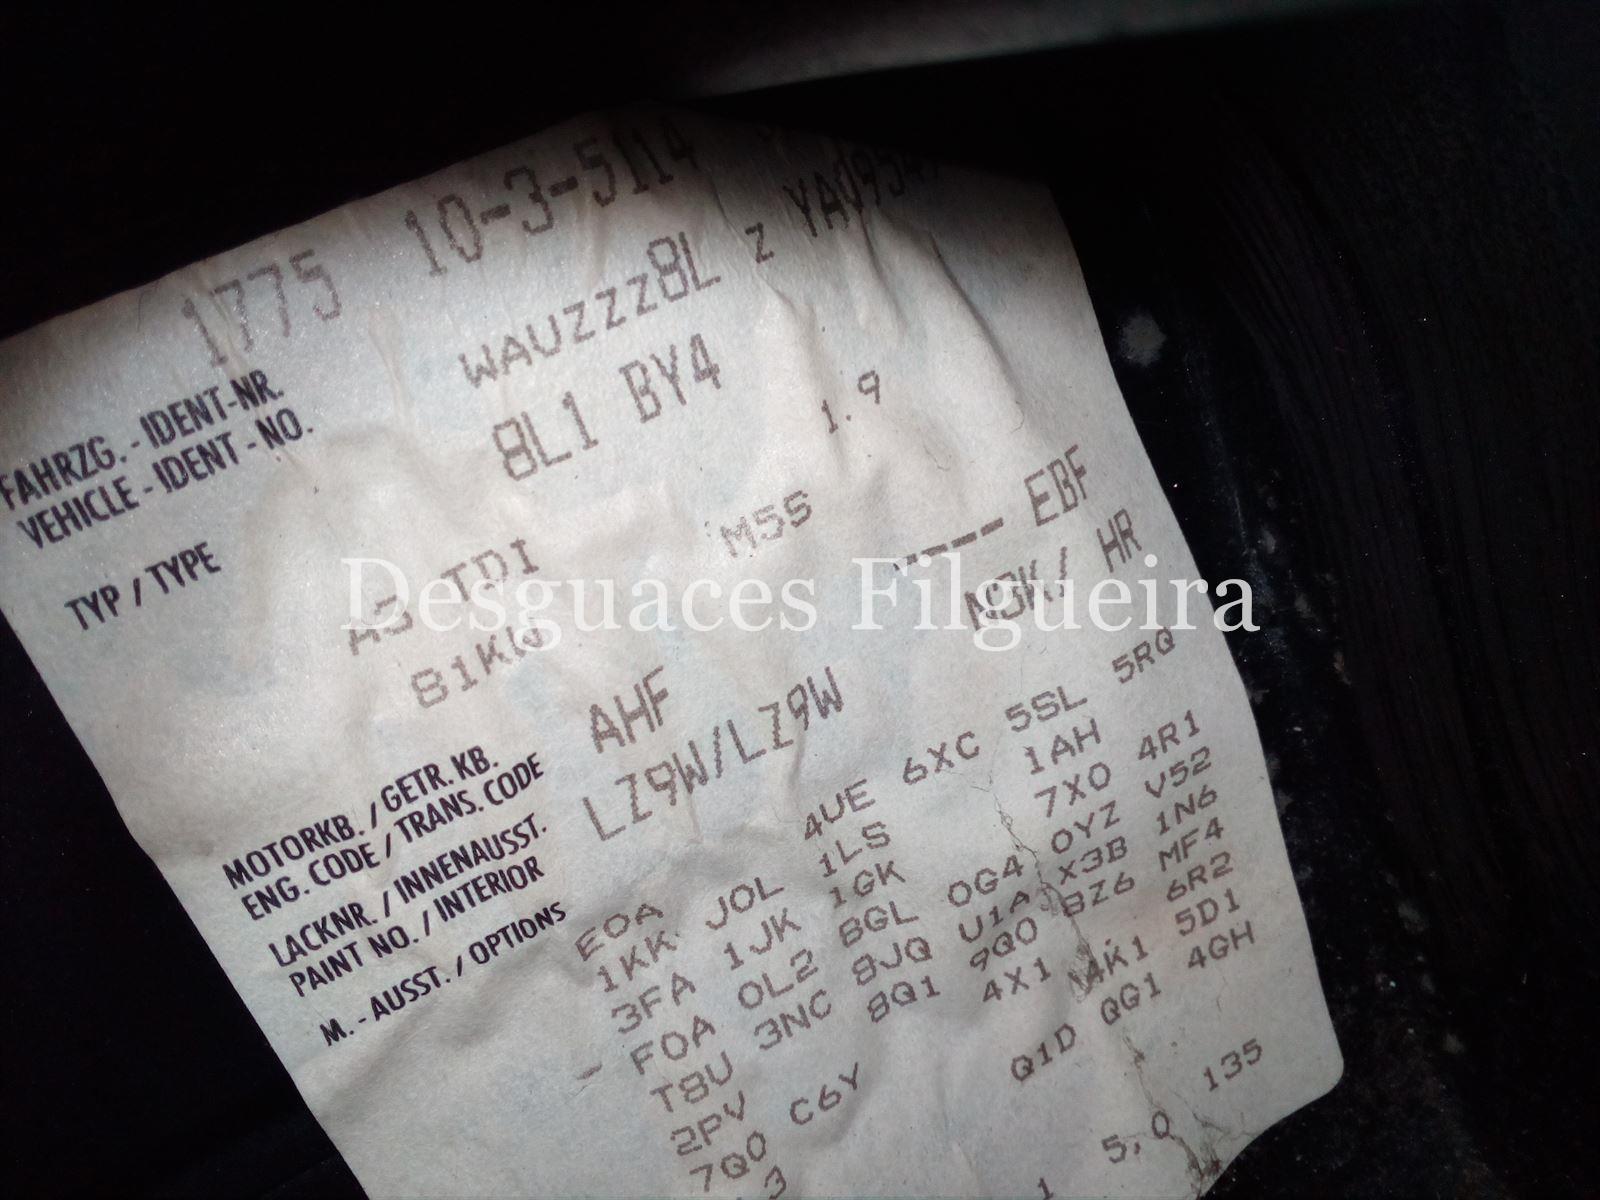 1775 10-3-5114
FAHRZG. - IDENT-NR.
VEHICLE - IDENT - NO.
WAUZZZ8L Z YA0954
TYP / TYPE
8L1 BY4
A3 TDI 1.9
81KW M5S
MOTORKB. / GETR. KB.
ENG. CODE / TRANS. CODE
AHF EBF
LACKNR. / INNENAUSST.
PAINT NO. / INTERIOR
LZ9W/LZ9W / HR
M. - AUSST. / OPTIONS
E0A 4UE 6XC 5SL 5RQ
1KK J0L 1LS 1AH
3FA 1JK 1GK 7X0 4R1
- F0A 0L2 8GL 0G4 0YZ V52
T8U 3NC 8JQ U1A X3B 1N6
2PV 8Q1 9Q0 8Z6 MF4
7Q0 C6Y 4X1 4K1 6R2
3 5D1
Q1D QG1 4GH
1 5,0 135
Desguaces Filgueira